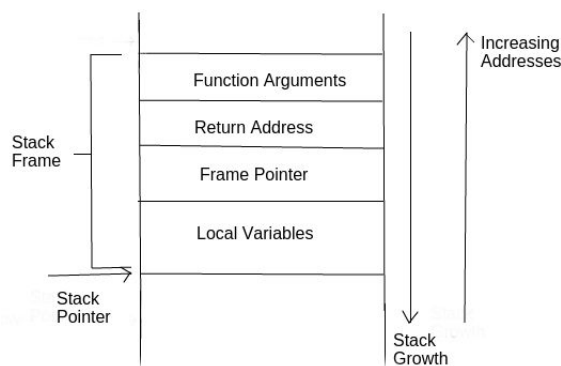 Increasing
Addresses
Function Arguments
Return Address
Stack
Frame
Frame Pointer
Local Variables
Stack
Pointer
Stack
Growth